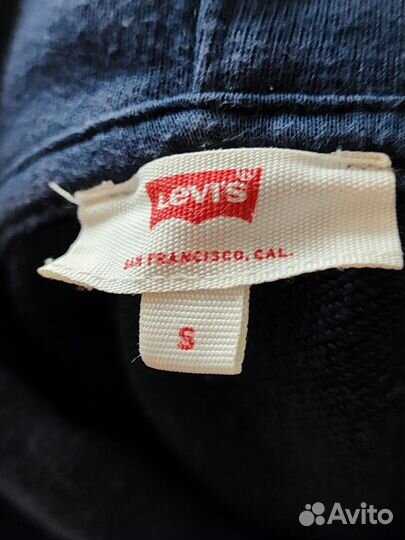 LEVI'S
SAN FRANCISCO, CAL.
S
Avito